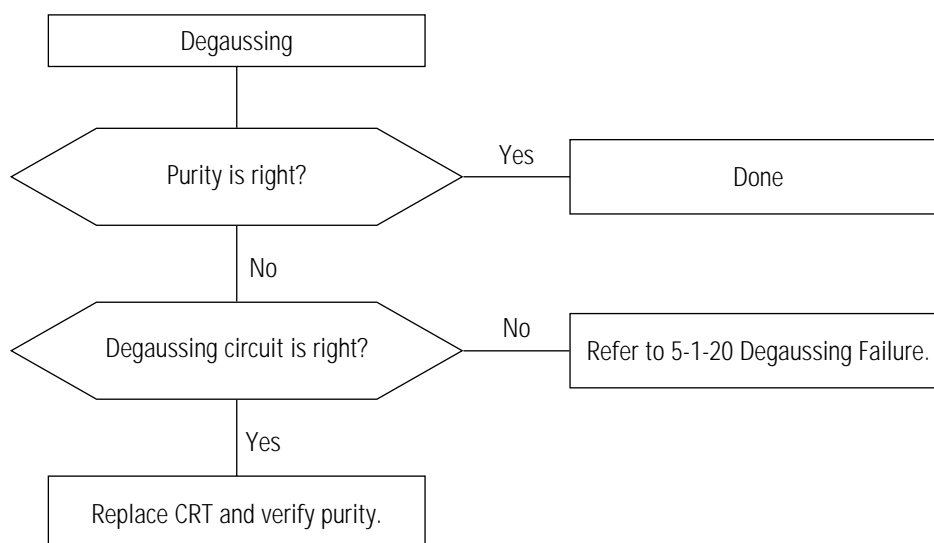 Degaussing
Purity is right?
Yes
Done
No
Degaussing circuit is right?
No
Refer to 5-1-20 Degaussing Failure.
Yes
Replace CRT and verify purity.